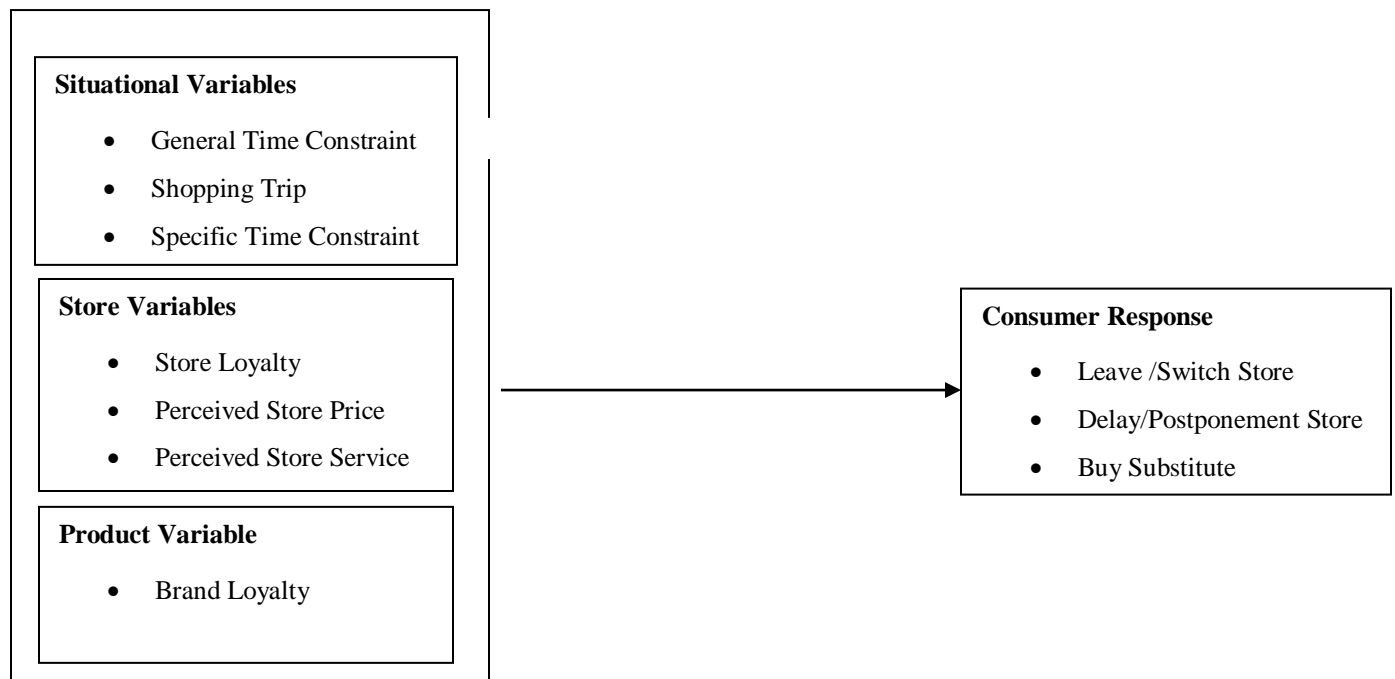 Situational Variables
• General Time Constraint
• Shopping Trip
• Specific Time Constraint
Store Variables
• Store Loyalty
• Perceived Store Price
• Perceived Store Service
Product Variable
• Brand Loyalty
Consumer Response
• Leave /Switch Store
• Delay/Postponement Store
• Buy Substitute